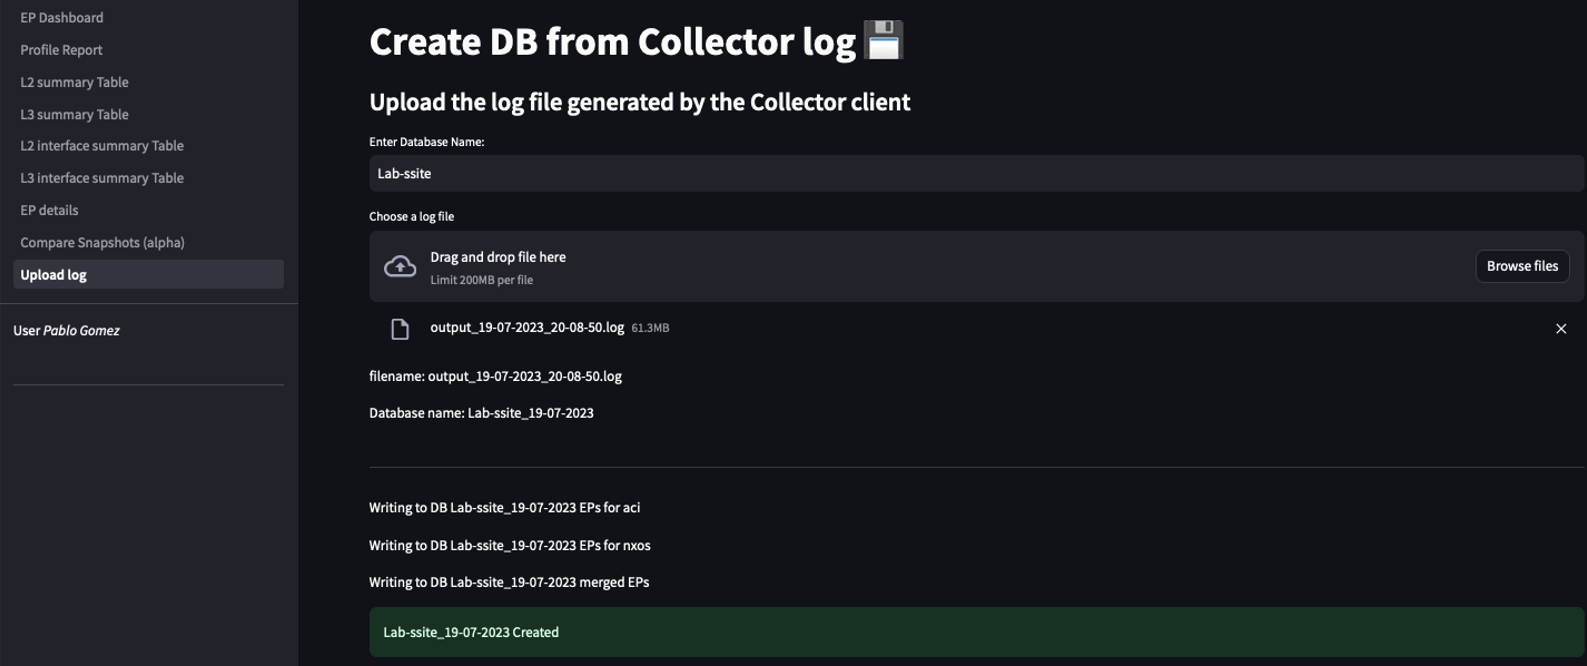 EP Dashboard
Profile Report
L2 summary Table
L3 summary Table
L2 interface summary Table
L3 interface summary Table
EP details
Compare Snapshots (alpha)
Upload log
User Pablo Gomez
Create DB from Collector log
Upload the log file generated by the Collector client
Enter Database Name:
Lab-ssite
Choose a log file
Drag and drop file here
Limit 200MB per file
Browse files
output_19-07-2023_20-08-50.log 61.3MB
filename: output_19-07-2023_20-08-50.log
Database name: Lab-ssite_19-07-2023
Writing to DB Lab-ssite_19-07-2023 EPs for aci
Writing to DB Lab-ssite_19-07-2023 EPs for nxos
Writing to DB Lab-ssite_19-07-2023 merged EPs
Lab-ssite_19-07-2023 Created